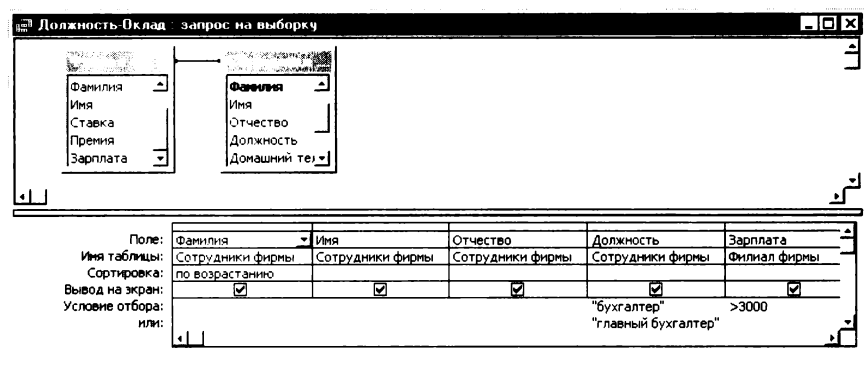 Должность-Оклад : запрос на выборку
Фамилия
Имя
Ставка
Премия
Зарплата
Фамилия
Имя
Отчество
Должность
Домашний тел
Поле: Фамилия Имя Отчество Должность Зарплата
Имя таблицы: Сотрудники фирмы Сотрудники фирмы Сотрудники фирмы Сотрудники фирмы Филиал фирмы
Сортировка: по возрастанию
Вывод на экран:
Условие отбора: "бухгалтер" >3000
или: "главный бухгалтер"